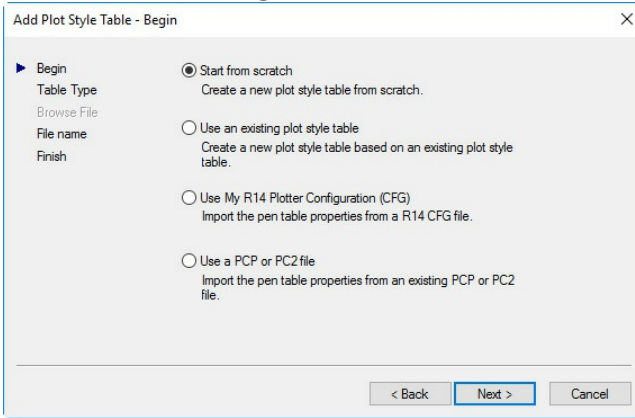 Add Plot Style Table - Begin
Begin
Table Type
Browse File
File name
Finish
Start from scratch
Create a new plot style table from scratch.
Use an existing plot style table
Create a new plot style table based on an existing plot style
table.
Use My R14 Plotter Configuration (CFG)
Import the pen table properties from a R14 CFG file.
Use a PCP or PC2 file
Import the pen table properties from an existing PCP or PC2
file.
< Back
Next >
Cancel